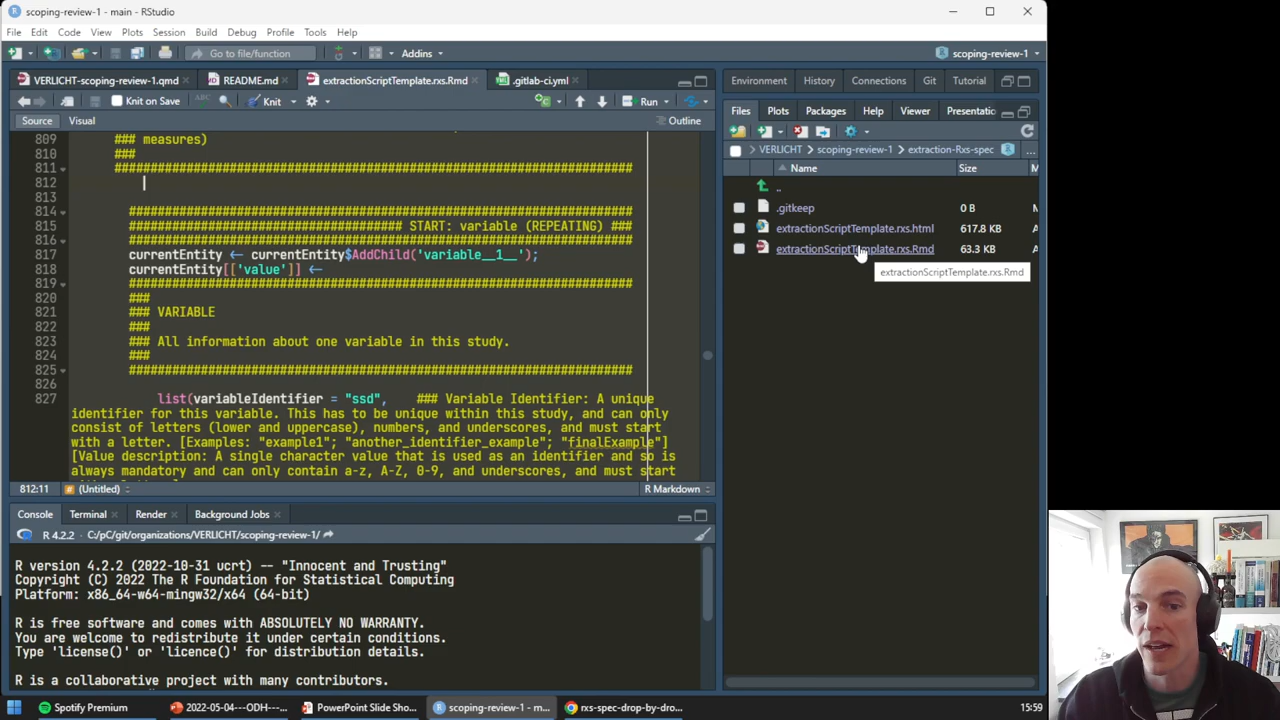 scoping-review-1 - main - RStudio
File Edit Code View Plots Session Build Debug Profile Tools Help
Go to file/function Addins scoping-review-1
VERLICHT-scoping-review-1.qmd README.md extractionScriptTemplate.rxs.Rmd .gitlab-ci.yml
Knit on Save Knit Run
Source Visual Outline
809 ### measures)
810 ###
811 ######################################################################
812
813
814 ######################################################################
815 ###################################### START: variable (REPEATING) ###
816 ######################################################################
817 currentEntity <- currentEntity$AddChild('variable__1__');
818 currentEntity[['value']] <-
819 ######################################################################
820 ###
821 ### VARIABLE
822 ###
823 ### All information about one variable in this study.
824 ###
825 ######################################################################
826
827 list(variableIdentifier = "ssd", ### Variable Identifier: A unique
identifier for this variable. This has to be unique within this study, and can only
consist of letters (lower and uppercase), numbers, and underscores, and must start
with a letter. [Examples: "example1"; "another_identifier_example"; "finalExample"]
[Value description: A single character value that is used as an identifier and so is
always mandatory and can only contain a-z, A-Z, 0-9, and underscores, and must start
812:11 (Untitled) R Markdown
Console Terminal Render Background Jobs
R 4.2.2 . C:/pC/git/organizations/VERLICHT/scoping-review-1/
R version 4.2.2 (2022-10-31 ucrt) -- "Innocent and Trusting"
Copyright (C) 2022 The R Foundation for Statistical Computing
Platform: x86_64-w64-mingw32/x64 (64-bit)
R is free software and comes with ABSOLUTELY NO WARRANTY.
You are welcome to redistribute it under certain conditions.
Type 'license()' or 'licence()' for distribution details.
R is a collaborative project with many contributors.
Environment History Connections Git Tutorial
Files Plots Packages Help Viewer Presentatio
VERLICHT scoping-review-1 extraction-Rxs-spec ...
Name Size M
..
.gitkeep 0 B M
extractionScriptTemplate.rxs.html 617.8 KB A
extractionScriptTemplate.rxs.Rmd 63.3 KB A
extractionScriptTemplate.rxs.Rmd
Spotify Premium 2022-05-04---ODH---... PowerPoint Slide Sho... scoping-review-1 - m... rxs-spec-drop-by-dro... 15:59